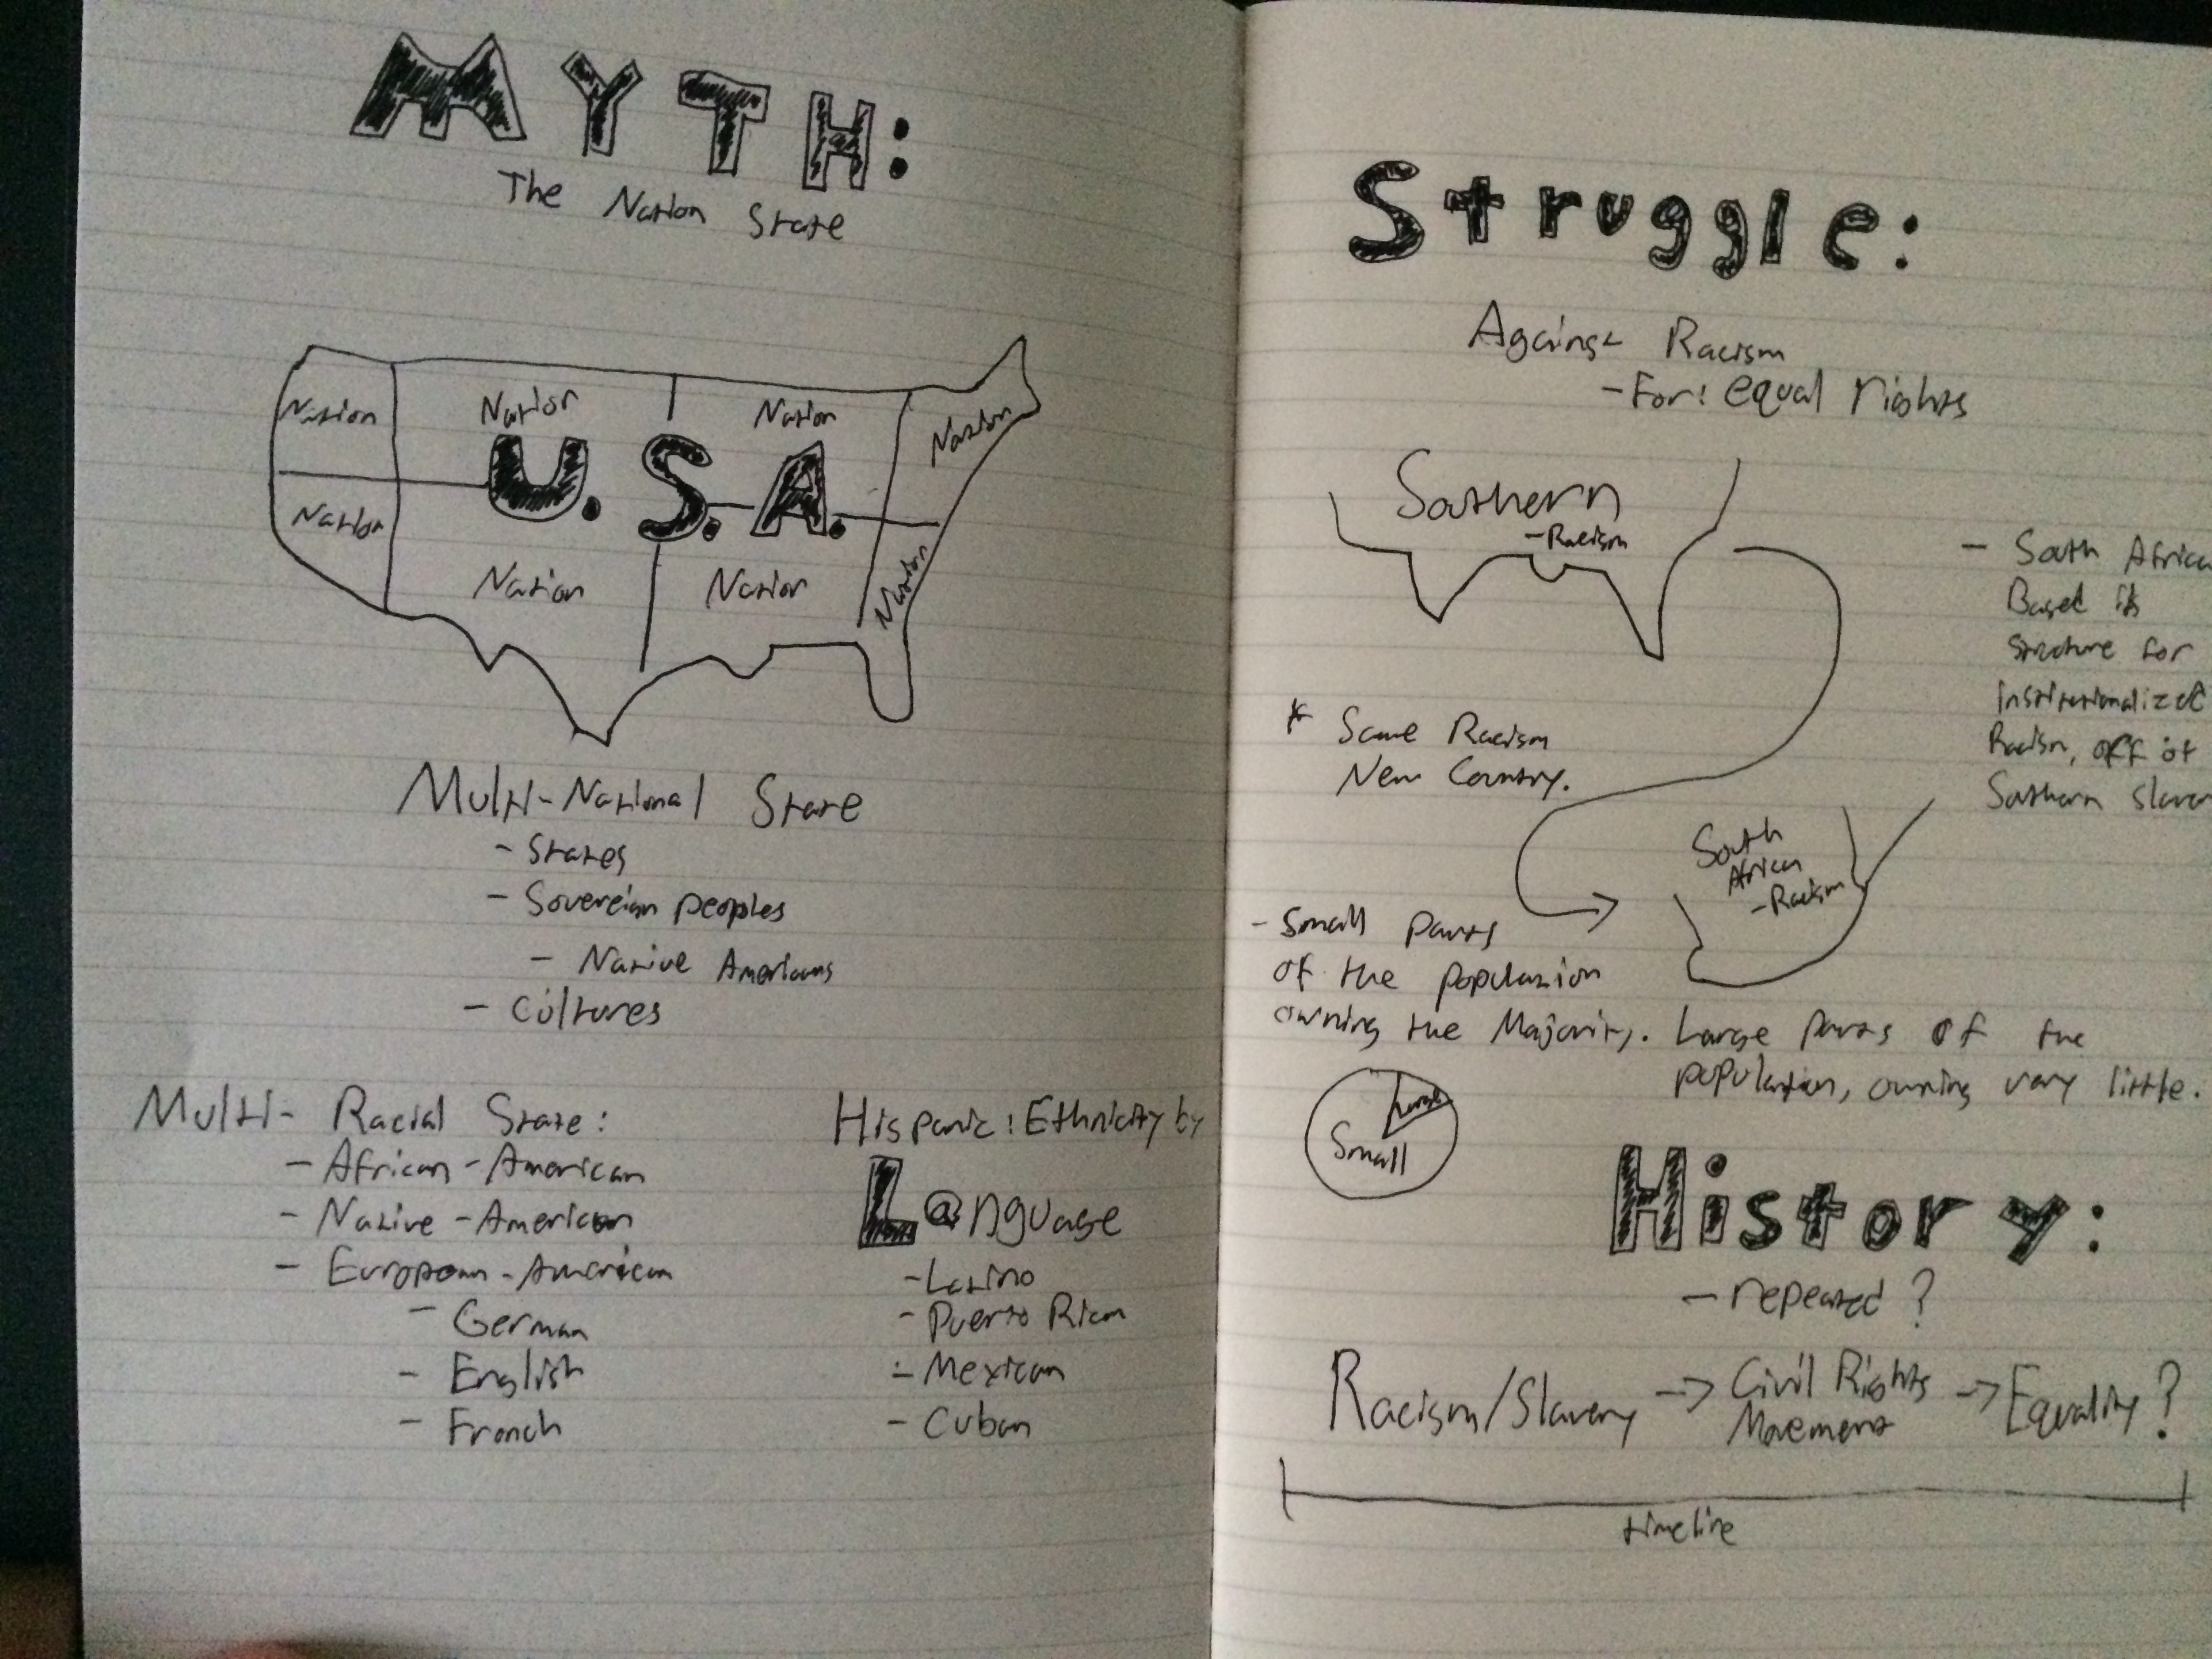 MYTH:
The Nation State
Nation
Nation
Nation
Nation
U.S.A.
Nation
Nation
Nation
Nation
Multi-National State
- States
- Sovereign peoples
- Native Americans
- Cultures
Multi-Racial State:
- African-American
- Native-American
- European-American
- German
- English
- French
Hispanic: Ethnicity by
Language
- Latino
- Puerto Rican
- Mexican
- Cuban
Struggle:
Against Racism
- For: equal rights
Southern
- Racism
* Same Racism
New Country.
- South Africa
Based its
structure for
institutionalized
Racism, off of
Southern slavery
South
African
- Racism
- Small parts
of the population
owning the Majority. Large parts of the
population, owning very little.
Large
Small
History:
- repeated?
Racism/Slavery → Civil Rights → Equality?
Movement
timeline